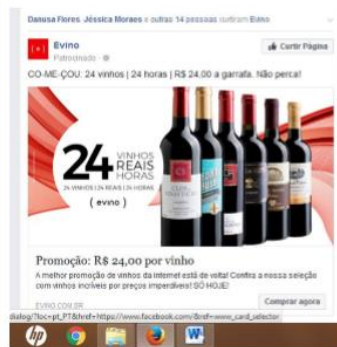 Danusa Flores, Jéssica Moraes e outras 14 pessoas curtiram Evino
Evino
Patrocinado
Curtir Página
CO-ME-ÇOU: 24 vinhos | 24 horas | R$ 24,00 a garrafa. Não perca!
24 VINHOS
REAIS
HORAS
24 VINHOS | 24 REAIS | 24 HORAS
( evino )
Promoção: R$ 24,00 por vinho
A melhor promoção de vinhos da internet está de volta! Confira a nossa seleção
com vinhos incríveis por preços imperdíveis! SÓ HOJE!
EVINO.COM.BR
Comprar agora
hp
W